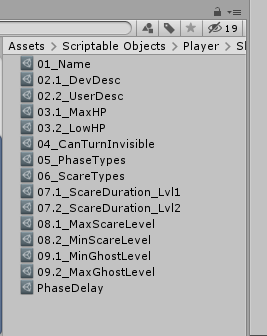 19
Assets > Scriptable Objects > Player >
01_Name
02.1_DevDesc
02.2_UserDesc
03.1_MaxHP
03.2_LowHP
04_CanTurnInvisible
05_PhaseTypes
06_ScareTypes
07.1_ScareDuration_Lvl1
07.2_ScareDuration_Lvl2
08.1_MaxScareLevel
08.2_MinScareLevel
09.1_MinGhostLevel
09.2_MaxGhostLevel
PhaseDelay